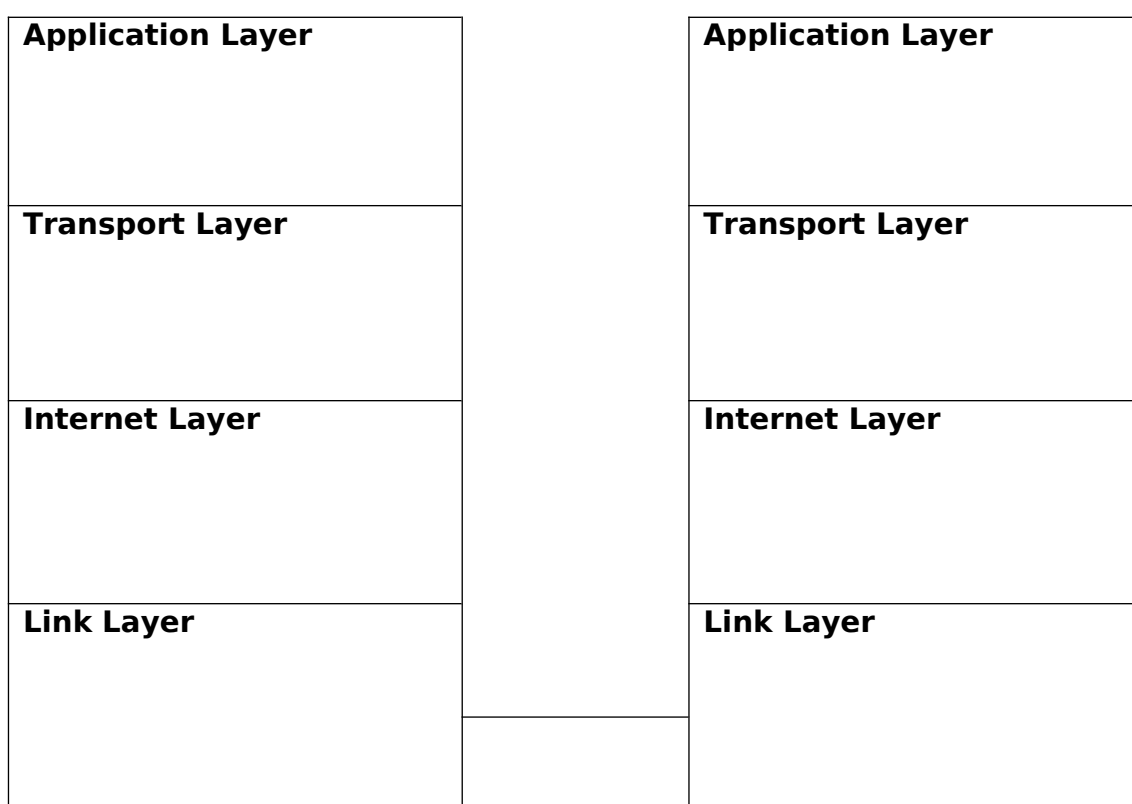 Application Layer
Application Layer
Transport Layer
Transport Layer
Internet Layer
Internet Layer
Link Layer
Link Layer